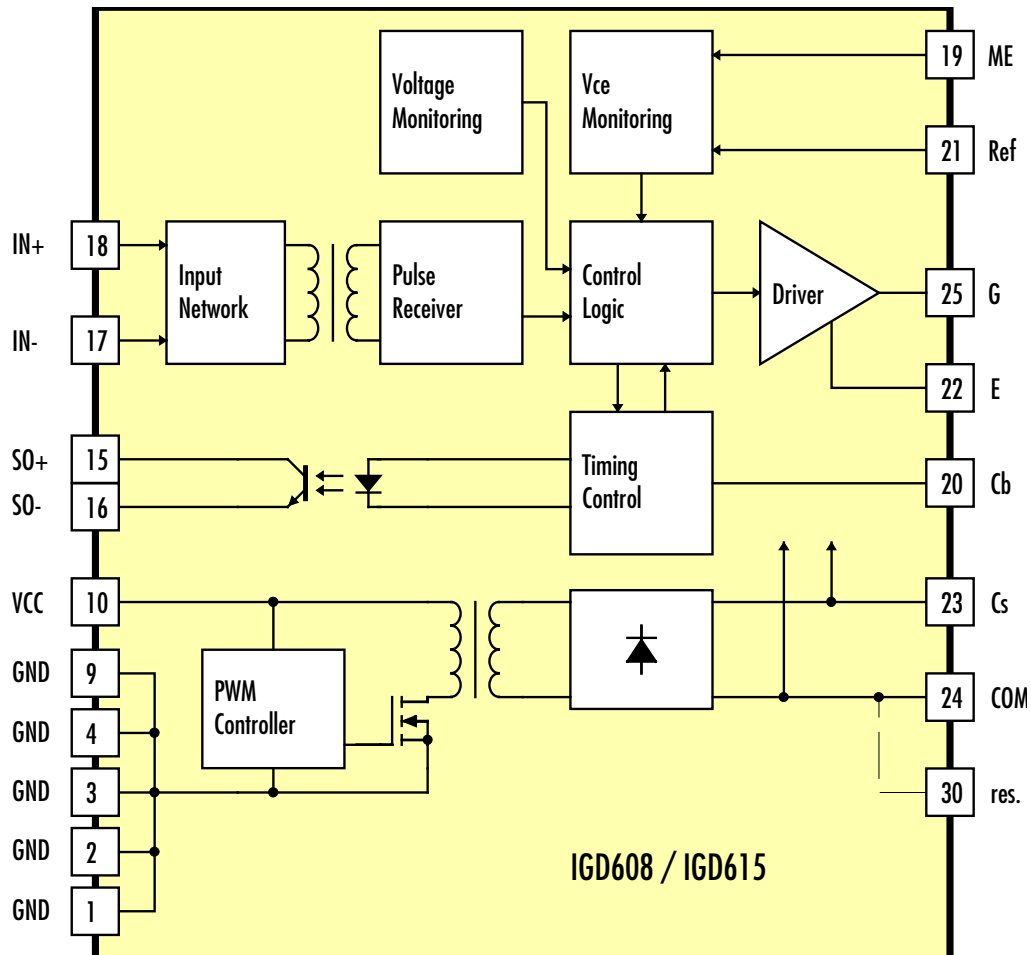 19 ME
Voltage
Monitoring
Vce
Monitoring
21 Ref
IN+ 18
Input
Network
Pulse
Receiver
Control
Logic
Driver
25 G
IN- 17
22 E
SO+ 15
SO- 16
Timing
Control
20 Cb
VCC 10
23 Cs
GND 9
PWM
Controller
24 COM
GND 4
GND 3
30 res.
GND 2
IGD608 / IGD615
GND 1